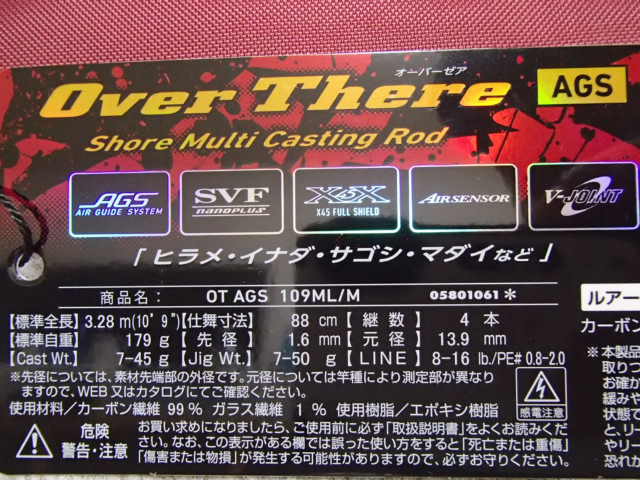 オーバーゼア
Over There AGS
Shore Multi Casting Rod
AGS AIR GUIDE SYSTEM
SVF nanoplus
X45X
X45 FULL SHIELD
AIRSENSOR
V-JOINT
「ヒラメ・イナダ・サゴシ・マダイなど」
商品名: OT AGS 109ML/M 05801061*
【標準全長】3.28 m(10' 9")【仕舞寸法】 88 cm【継数】 4 本
【標準自重】 179 g【先径】 1.6 mm【元径】 13.9 mm
【Cast Wt.】 7-45 g【Jig Wt.】 7-50 g【LINE】 8-16 lb./PE# 0.8-2.0
※先径については、素材先端部の外径です。元径については竿種により測定部が異なり
ますので、WEB又はカタログにてご確認ください。
使用材料/カーボン繊維 99% ガラス繊維 1% 使用樹脂/エポキシ樹脂
感電注意
危険
警告・注意
お買い求めになりましたら、ご使用前に必ず「取扱説明書」をよくお読みくださ
い。なお、この表示がある欄では誤った使い方をすると「死亡または重傷」
「傷害または物損」が発生する可能性がありますので、必ずお守りください。
ルアー
カーボン
※本製品
取りつ
お確か
緩みや
状態で
と、リー
やリー
恐れか